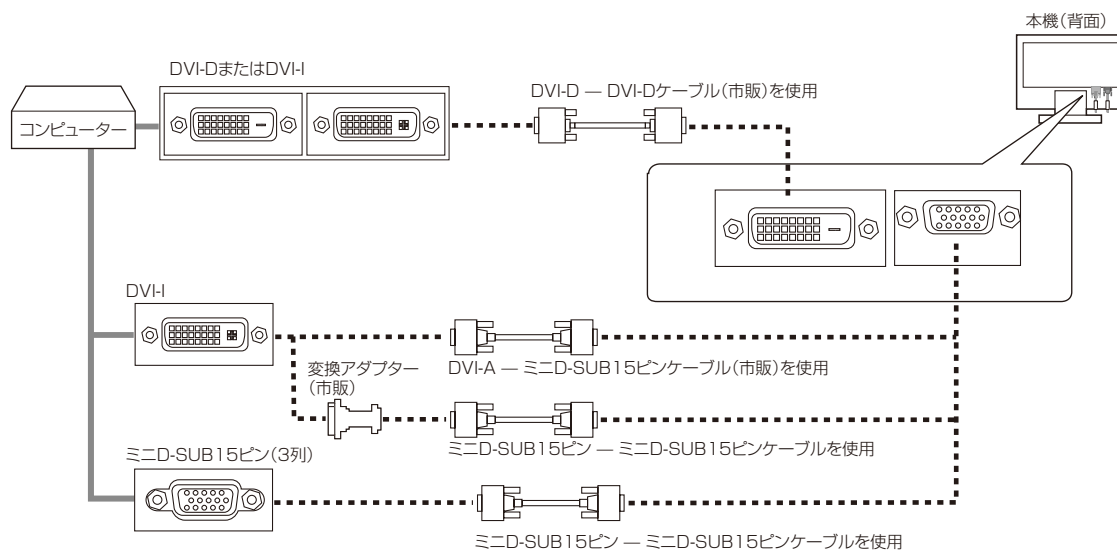 本機(背面)
DVI-DまたはDVI-I
DVI-D — DVI-Dケーブル(市販)を使用
コンピューター
DVI-I
変換アダプター
(市販)
DVI-A — ミニD-SUB15ピンケーブル(市販)を使用
ミニD-SUB15ピン — ミニD-SUB15ピンケーブルを使用
ミニD-SUB15ピン(3列)
ミニD-SUB15ピン — ミニD-SUB15ピンケーブルを使用